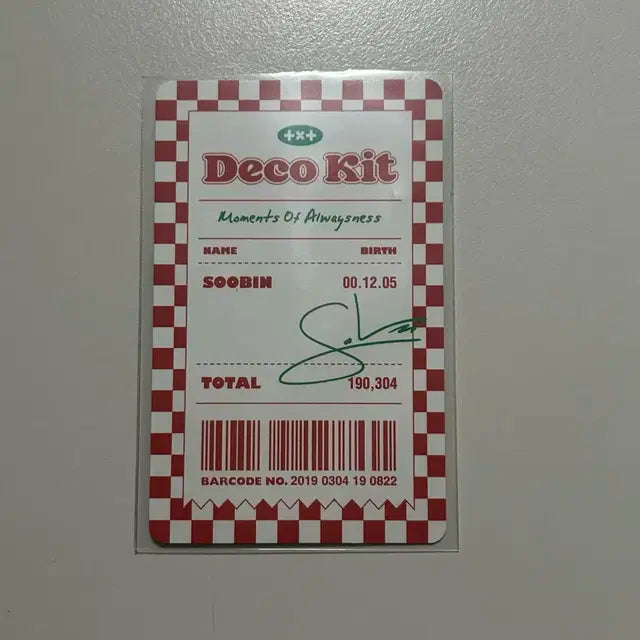 +x+
Deco Kit
Moments Of Alwaysness
NAME BIRTH
SOOBIN 00.12.05
TOTAL 190,304
BARCODE NO. 2019 0304 19 0822